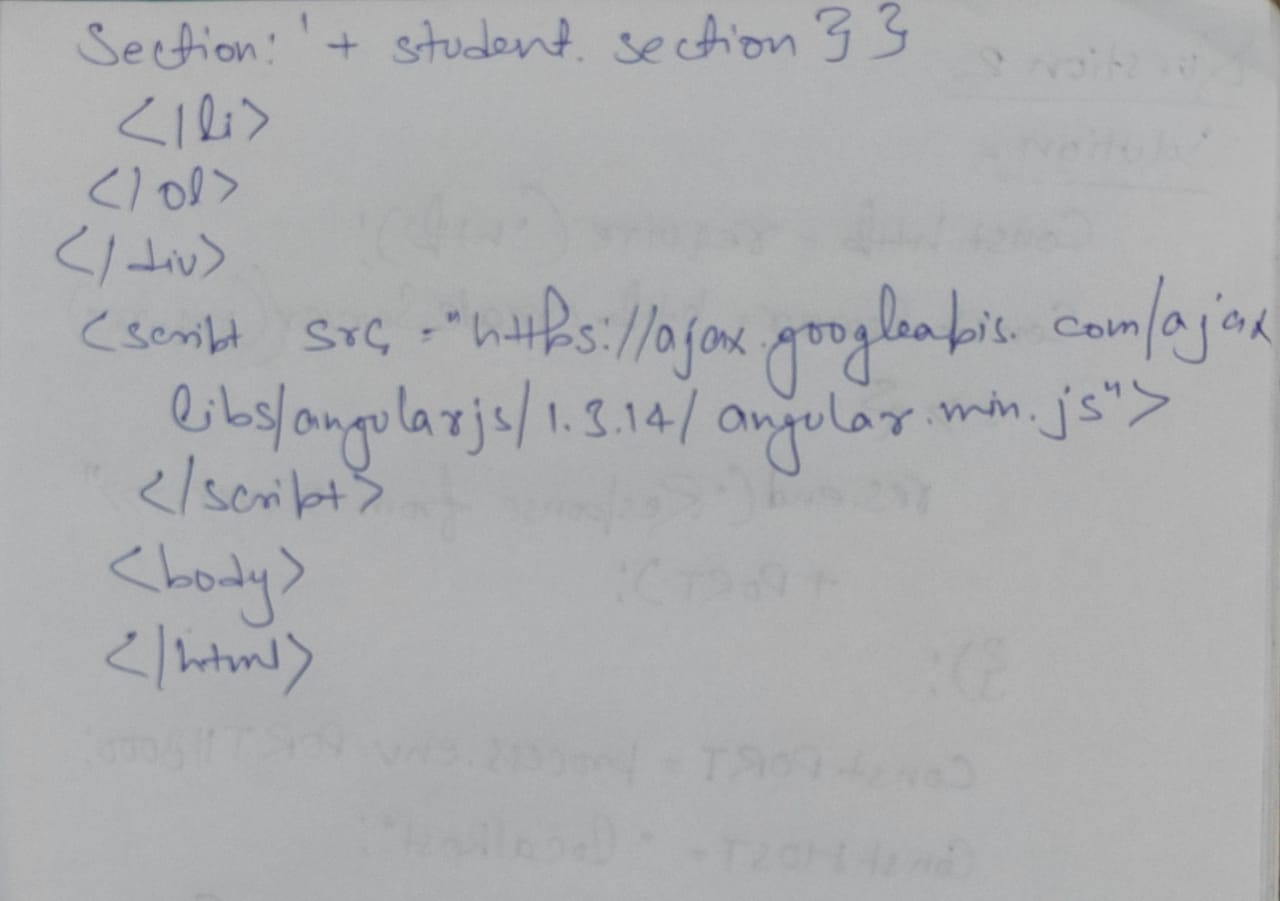 Section: ' + student. section }}
</li>
</ol>
</div>
<script src="https://ajax.googleapis.com/ajax
libs/angularjs/1.3.14/angular.min.js">
</script>
<body>
</html>